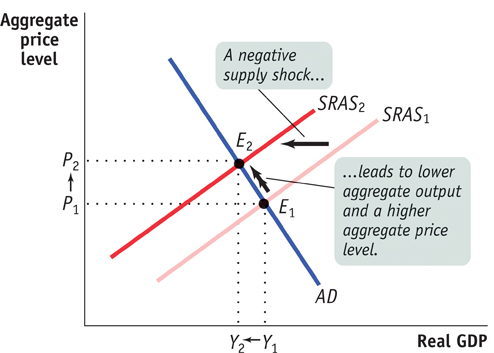 Aggregate
price
level
A negative
supply shock...
SRAS2
SRAS1
E2
P2
P1
E1
...leads to lower
aggregate output
and a higher
aggregate price
level.
AD
Y2
Y1
Real GDP